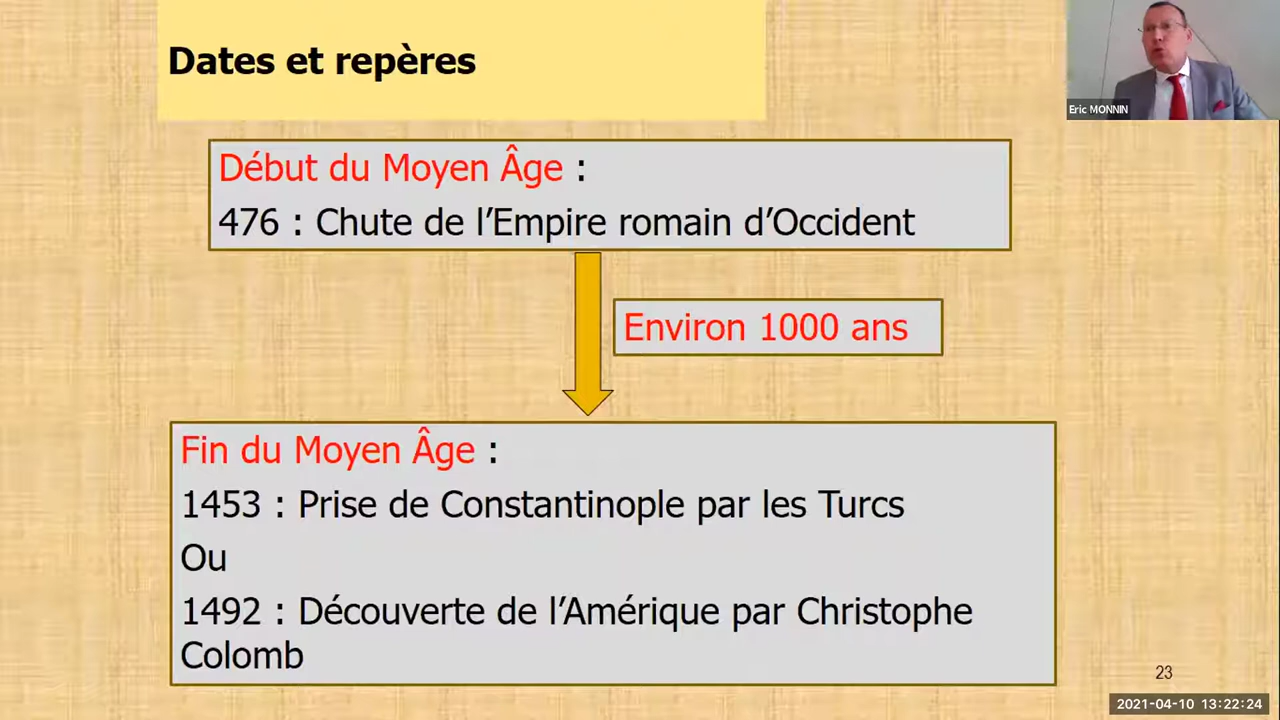 Dates et repères
Eric MONNIN
Début du Moyen Âge :
476 : Chute de l’Empire romain d’Occident
Environ 1000 ans
Fin du Moyen Âge :
1453 : Prise de Constantinople par les Turcs
Ou
1492 : Découverte de l’Amérique par Christophe
Colomb
23
2021-04-10 13:22:24